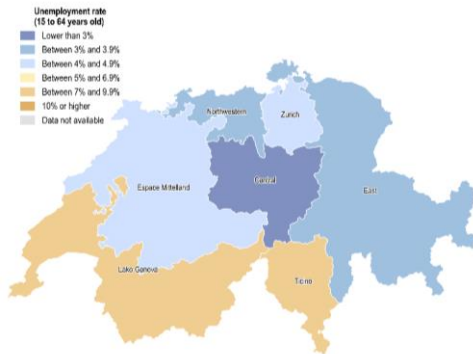 Unemployment rate
(15 to 64 years old)
Lower than 3%
Between 3% and 3.9%
Between 4% and 4.9%
Between 5% and 6.9%
Between 7% and 9.9%
10% or higher
Data not available
Northwestern
Zurich
Central
East
Espace Mittelland
Lake Geneva
Ticino